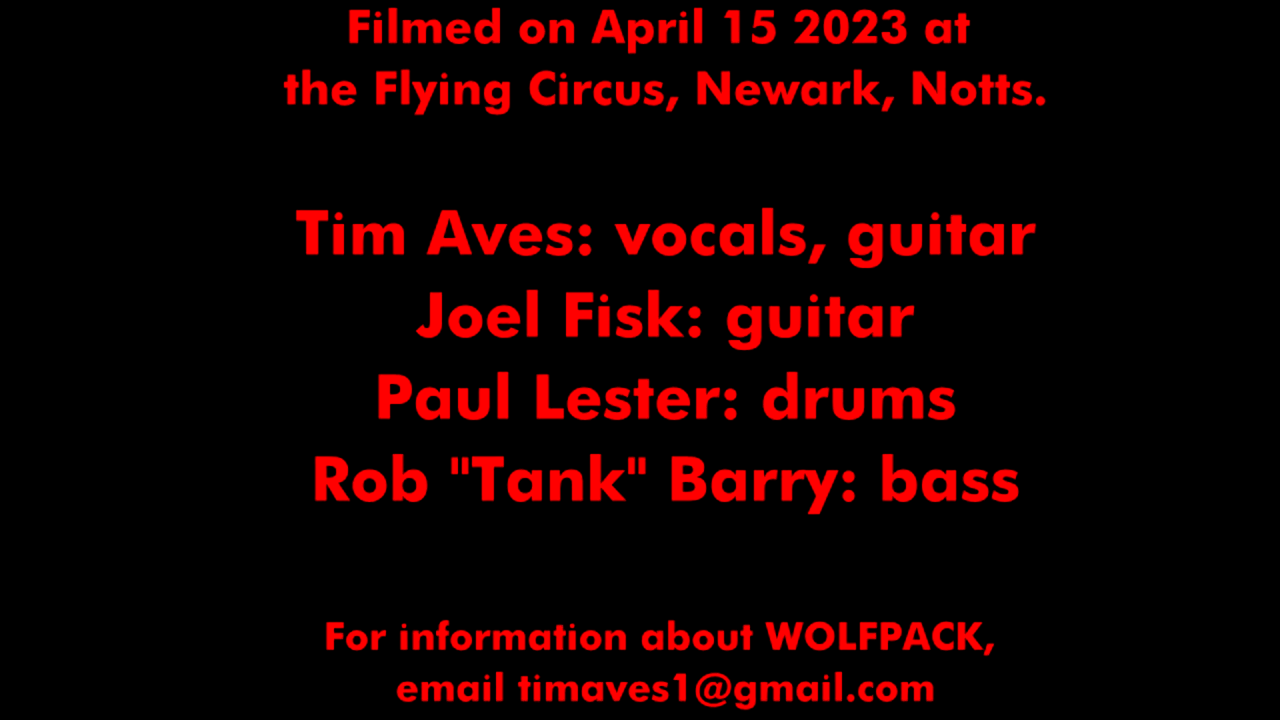 Filmed on April 15 2023 at
the Flying Circus, Newark, Notts.
Tim Aves: vocals, guitar
Joel Fisk: guitar
Paul Lester: drums
Rob "Tank" Barry: bass
For information about WOLFPACK,
email timaves1@gmail.com